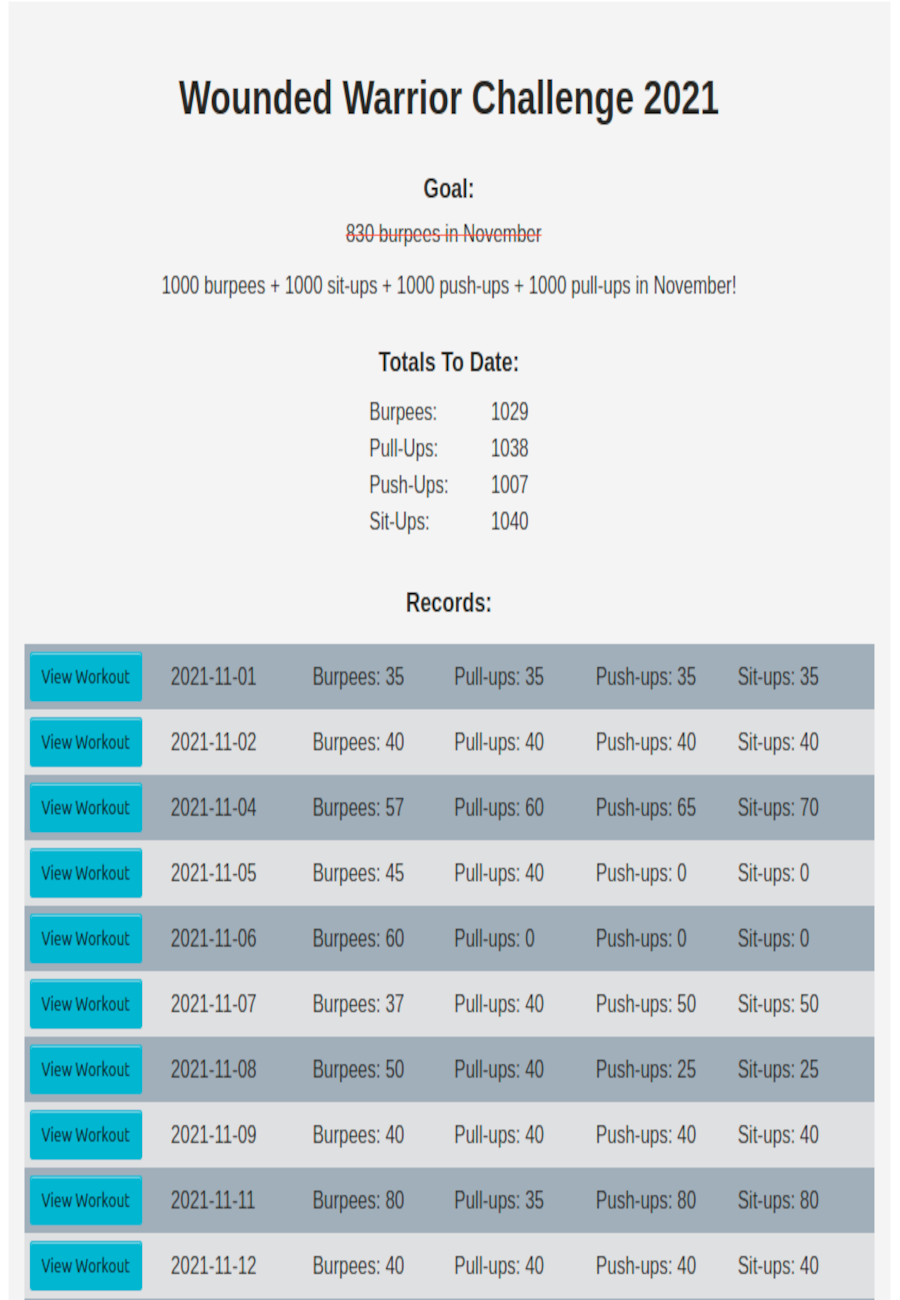 Wounded Warrior Challenge 2021
Goal:
830 burpees in November
1000 burpees + 1000 sit-ups + 1000 push-ups + 1000 pull-ups in November!
Totals To Date:
Burpees: 1029
Pull-Ups: 1038
Push-Ups: 1007
Sit-Ups: 1040
Records:
View Workout 2021-11-01 Burpees: 35 Pull-ups: 35 Push-ups: 35 Sit-ups: 35
View Workout 2021-11-02 Burpees: 40 Pull-ups: 40 Push-ups: 40 Sit-ups: 40
View Workout 2021-11-04 Burpees: 57 Pull-ups: 60 Push-ups: 65 Sit-ups: 70
View Workout 2021-11-05 Burpees: 45 Pull-ups: 40 Push-ups: 0 Sit-ups: 0
View Workout 2021-11-06 Burpees: 60 Pull-ups: 0 Push-ups: 0 Sit-ups: 0
View Workout 2021-11-07 Burpees: 37 Pull-ups: 40 Push-ups: 50 Sit-ups: 50
View Workout 2021-11-08 Burpees: 50 Pull-ups: 40 Push-ups: 25 Sit-ups: 25
View Workout 2021-11-09 Burpees: 40 Pull-ups: 40 Push-ups: 40 Sit-ups: 40
View Workout 2021-11-11 Burpees: 80 Pull-ups: 35 Push-ups: 80 Sit-ups: 80
View Workout 2021-11-12 Burpees: 40 Pull-ups: 40 Push-ups: 40 Sit-ups: 40